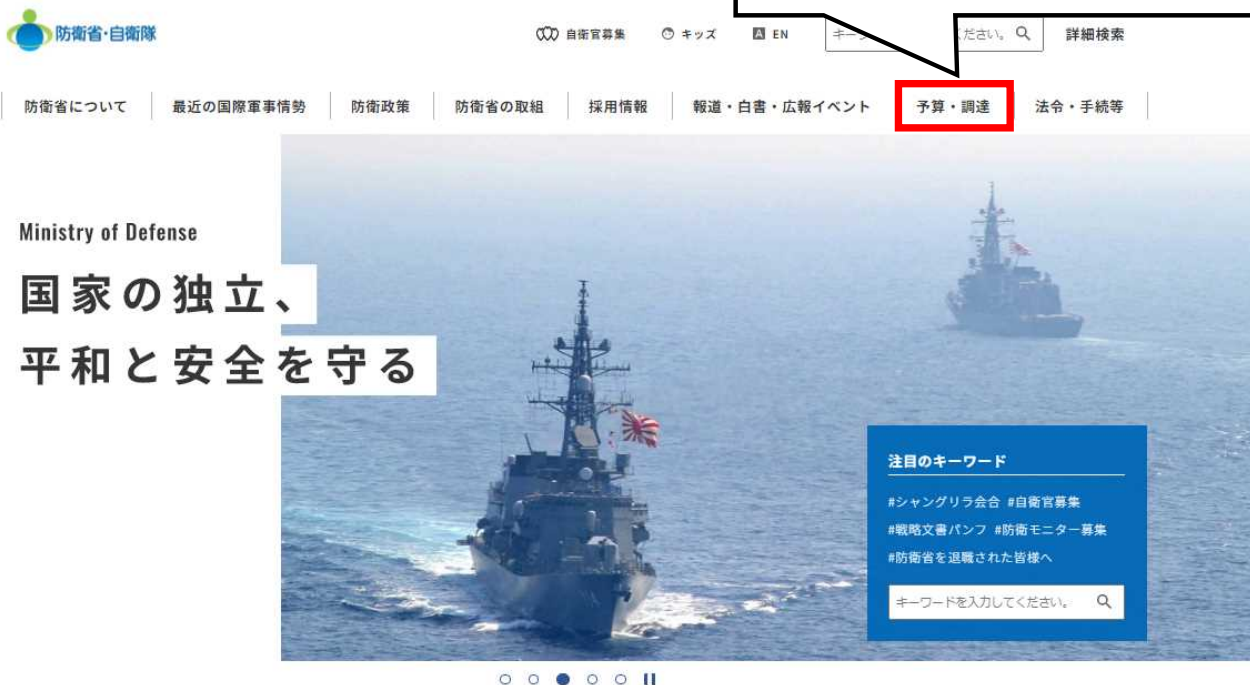 防衛省・自衛隊
自衛官募集 キッズ A EN ください。 詳細検索
防衛省について 最近の国際軍事情勢 防衛政策 防衛省の取組 採用情報 報道・白書・広報イベント 予算・調達 法令・手続等
Ministry of Defense
国家の独立、
平和と安全を守る
注目のキーワード
#シャングリラ会合 #自衛官募集
#戦略文書パンフ #防衛モニター募集
#防衛省を退職された皆様へ
キーワードを入力してください。